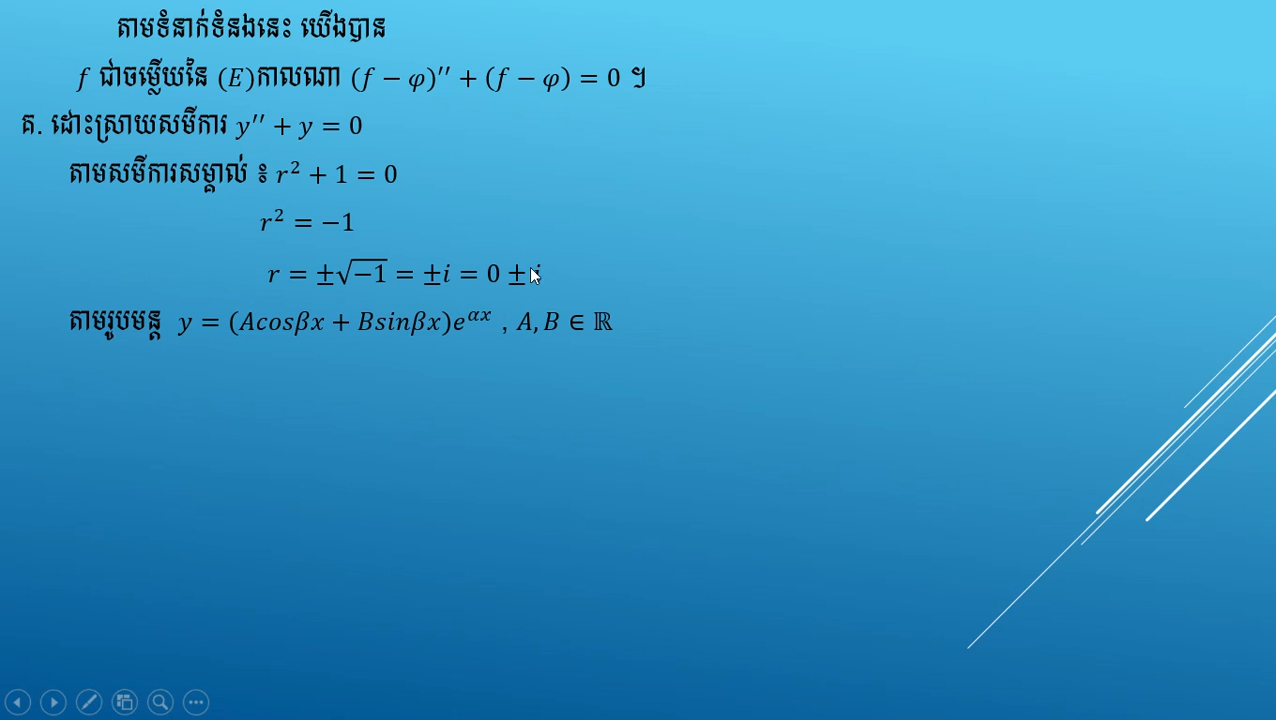 តាមទំនាក់ទំនងនេះ យើងបាន
f ជាចម្លើយនៃ (E)កាលណា (f − φ)′′ + (f − φ) = 0 ។
គ. ដោះស្រាយសមីការ y′′ + y = 0
តាមសមីការសម្គាល់ ៖ r² + 1 = 0
r² = −1
r = ±√−1 = ±i = 0 ± i
តាមរូបមន្ត y = (Acosβx + Bsinβx)e^{αx} , A, B ∈ ℝ